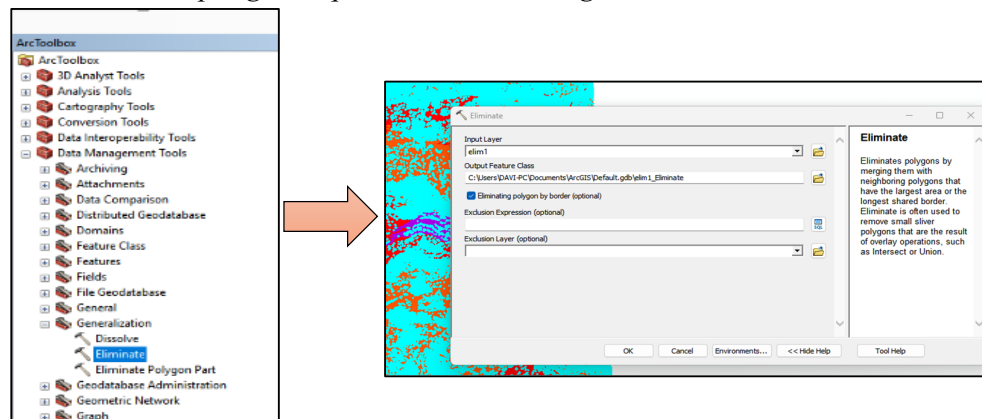 ArcToolbox
ArcToolbox
3D Analyst Tools
Analysis Tools
Cartography Tools
Conversion Tools
Data Interoperability Tools
Data Management Tools
Archiving
Attachments
Data Comparison
Distributed Geodatabase
Domains
Feature Class
Features
Fields
File Geodatabase
General
Generalization
Dissolve
Eliminate
Eliminate Polygon Part
Geodatabase Administration
Geometric Network
Graph
Eliminate
Input Layer
elim1
Output Feature Class
C:\Users\DAVI-PC\Documents\ArcGIS\Default.gdb\elim1_Eliminate
Eliminating polygon by border (optional)
Exclusion Expression (optional)
SQL
Exclusion Layer (optional)
OK Cancel Environments... << Hide Help Tool Help
Eliminate
Eliminates polygons by
merging them with
neighboring polygons that
have the largest area or the
longest shared border.
Eliminate is often used to
remove small sliver
polygons that are the result
of overlay operations, such
as Intersect or Union.